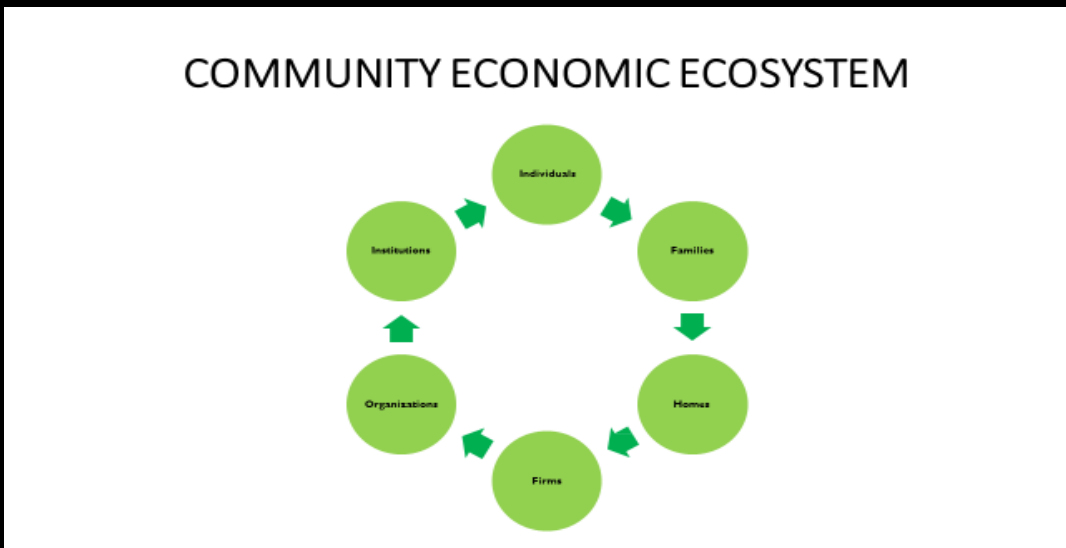 COMMUNITY ECONOMIC ECOSYSTEM
Individuals
Families
Homes
Firms
Organizations
Institutions